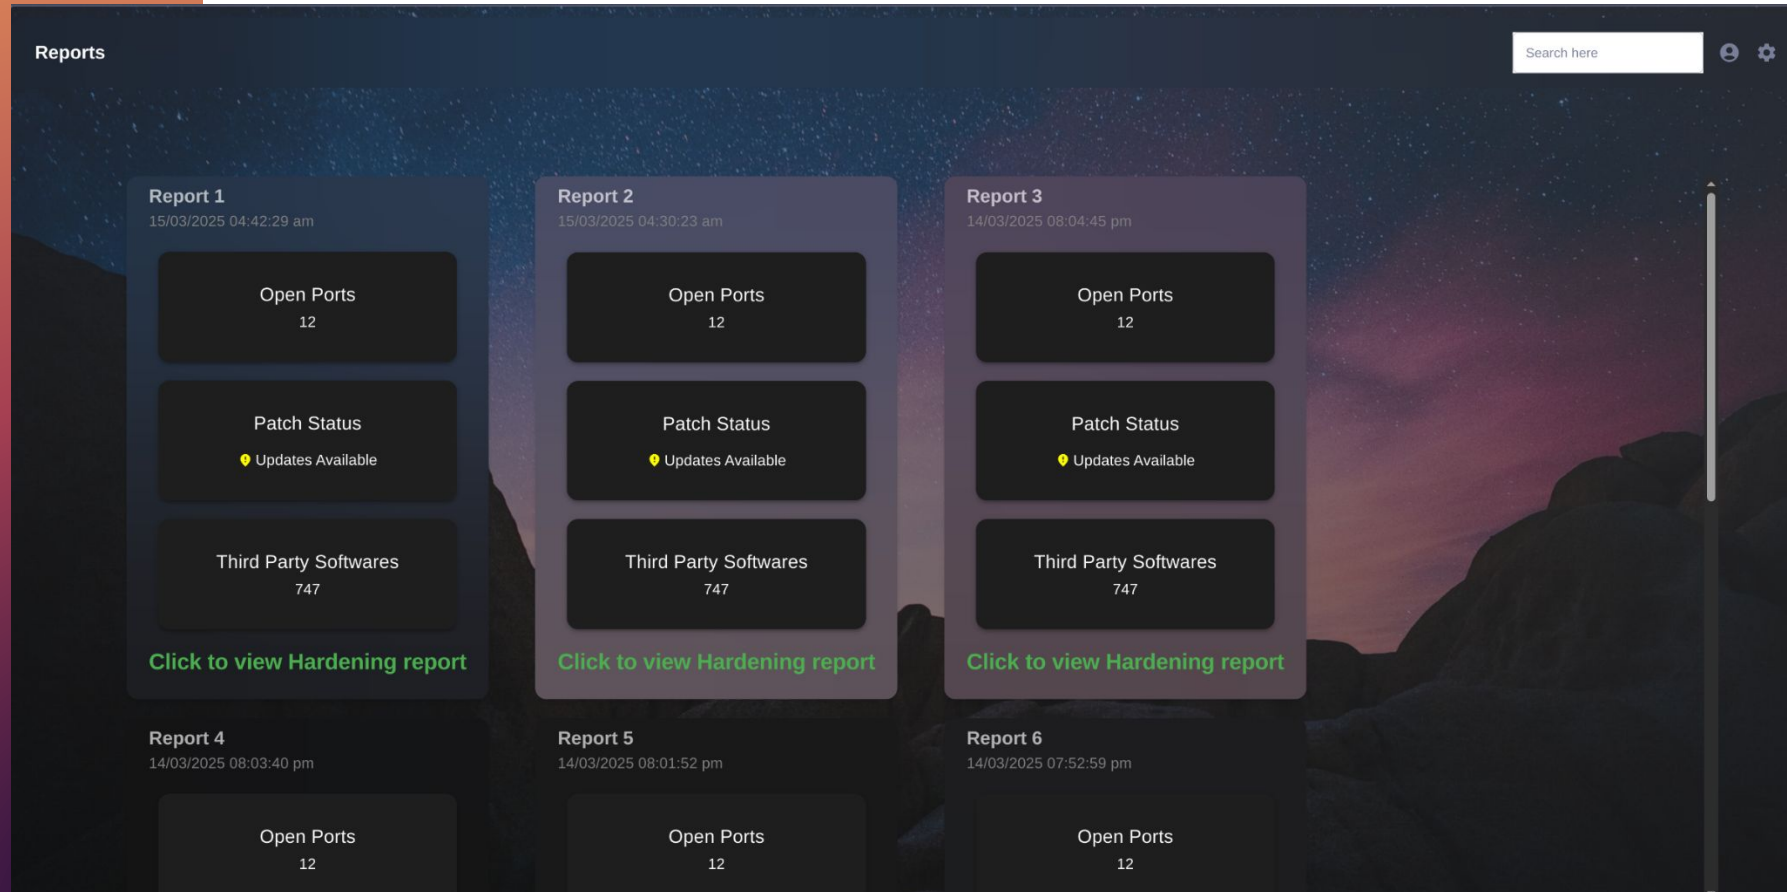 Reports
Search here
Report 1
15/03/2025 04:42:29 am
Open Ports
12
Patch Status
Updates Available
Third Party Softwares
747
Click to view Hardening report
Report 2
15/03/2025 04:30:23 am
Open Ports
12
Patch Status
Updates Available
Third Party Softwares
747
Click to view Hardening report
Report 3
14/03/2025 08:04:45 pm
Open Ports
12
Patch Status
Updates Available
Third Party Softwares
747
Click to view Hardening report
Report 4
14/03/2025 08:03:40 pm
Open Ports
12
Report 5
14/03/2025 08:01:52 pm
Open Ports
12
Report 6
14/03/2025 07:52:59 pm
Open Ports
12